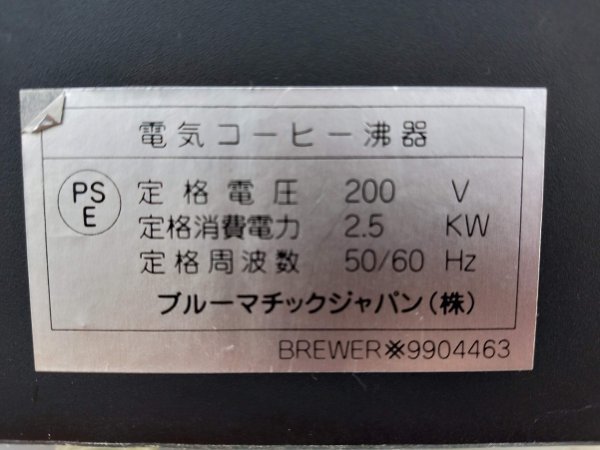 電気コーヒー沸器
PS
E
定格電圧 200 V
定格消費電力 2.5 KW
定格周波数 50/60 Hz
ブルーマチックジャパン(株)
BREWER※9904463